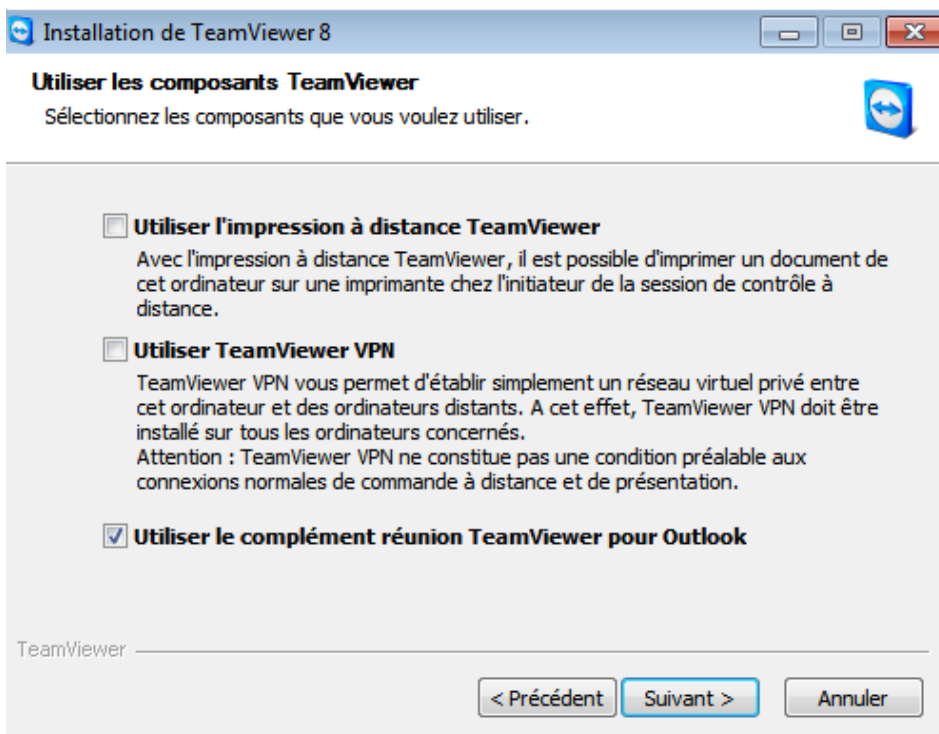 Installation de TeamViewer 8
Utiliser les composants TeamViewer
Sélectionnez les composants que vous voulez utiliser.
Utiliser l'impression à distance TeamViewer
Avec l'impression à distance TeamViewer, il est possible d'imprimer un document de
cet ordinateur sur une imprimante chez l'initiateur de la session de contrôle à
distance.
Utiliser TeamViewer VPN
TeamViewer VPN vous permet d'établir simplement un réseau virtuel privé entre
cet ordinateur et des ordinateurs distants. A cet effet, TeamViewer VPN doit être
installé sur tous les ordinateurs concernés.
Attention : TeamViewer VPN ne constitue pas une condition préalable aux
connexions normales de commande à distance et de présentation.
Utiliser le complément réunion TeamViewer pour Outlook
TeamViewer
< Précédent Suivant > Annuler